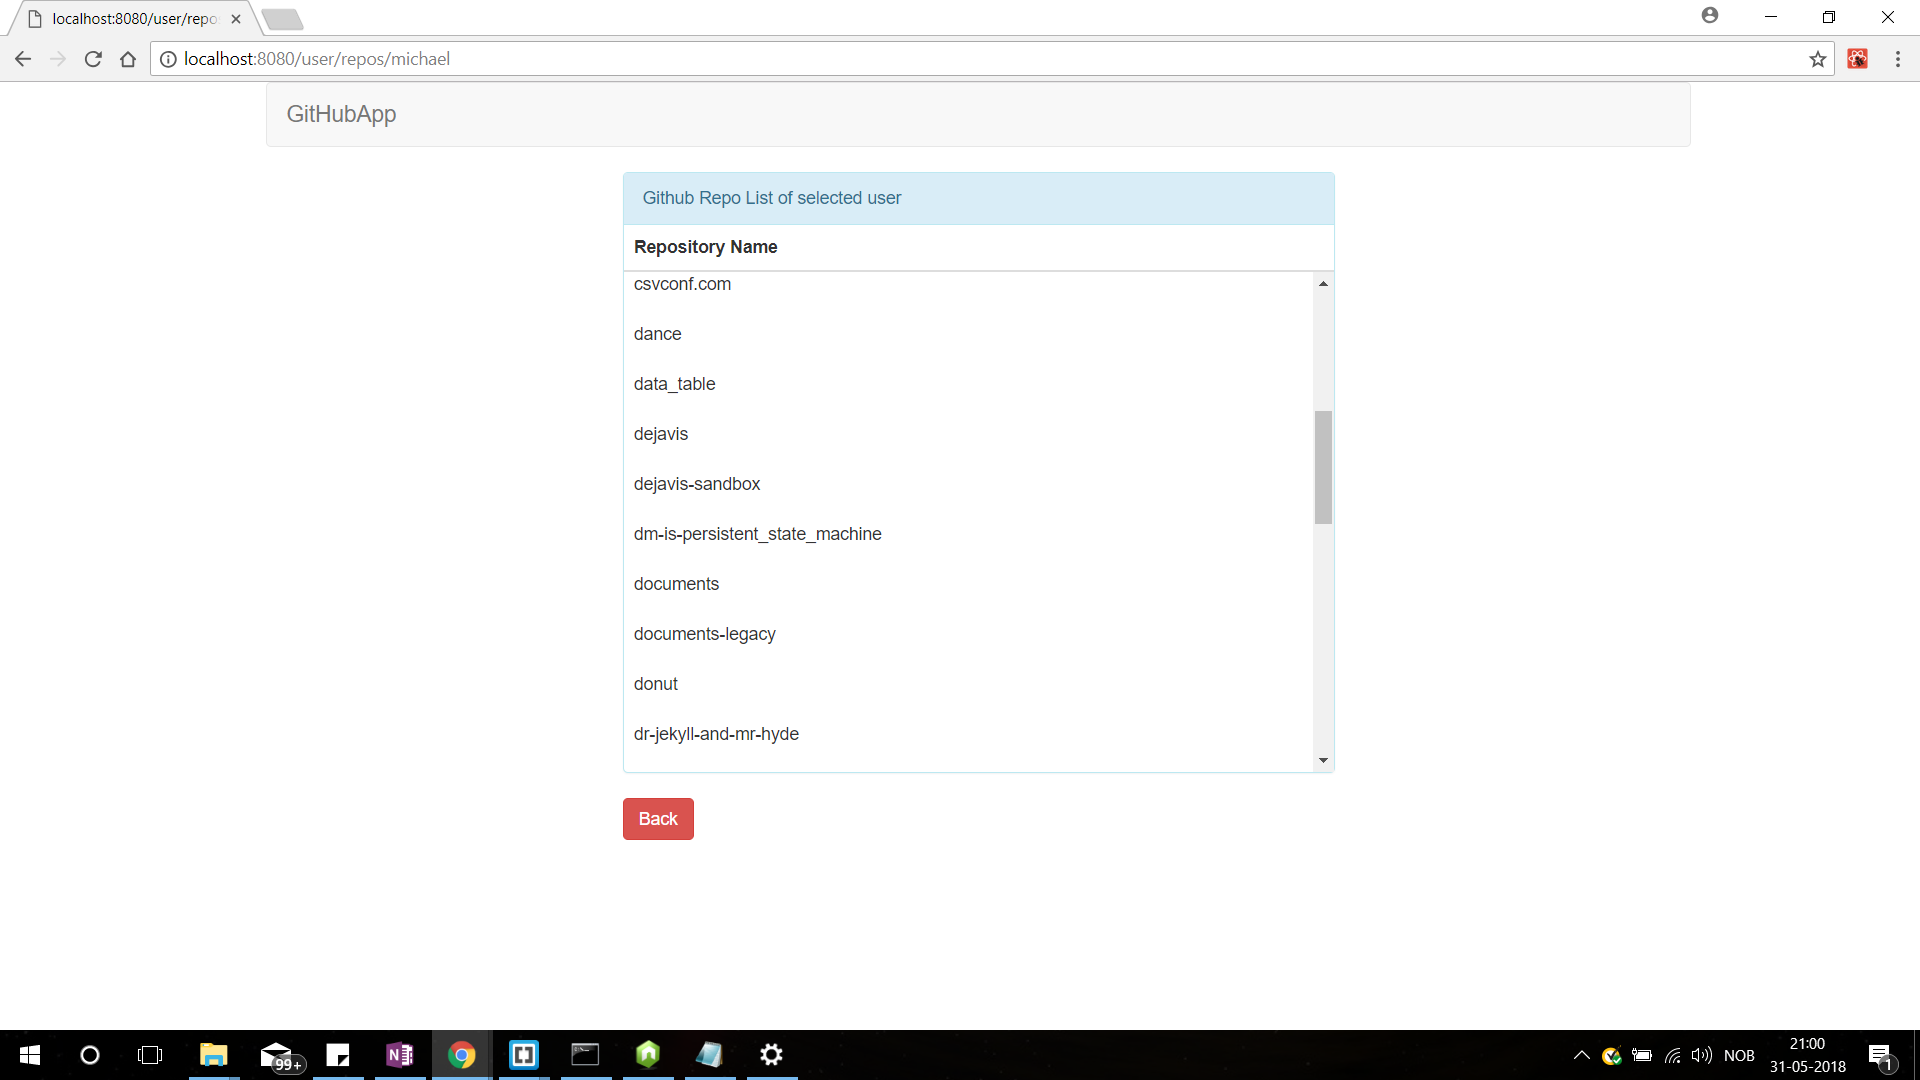 localhost:8080/user/repo
localhost:8080/user/repos/michael
GitHubApp
Github Repo List of selected user
Repository Name
csvconf.com
dance
data_table
dejavis
dejavis-sandbox
dm-is-persistent_state_machine
documents
documents-legacy
donut
dr-jekyll-and-mr-hyde
Back
99+
N
NOB
21:00
31-05-2018
1